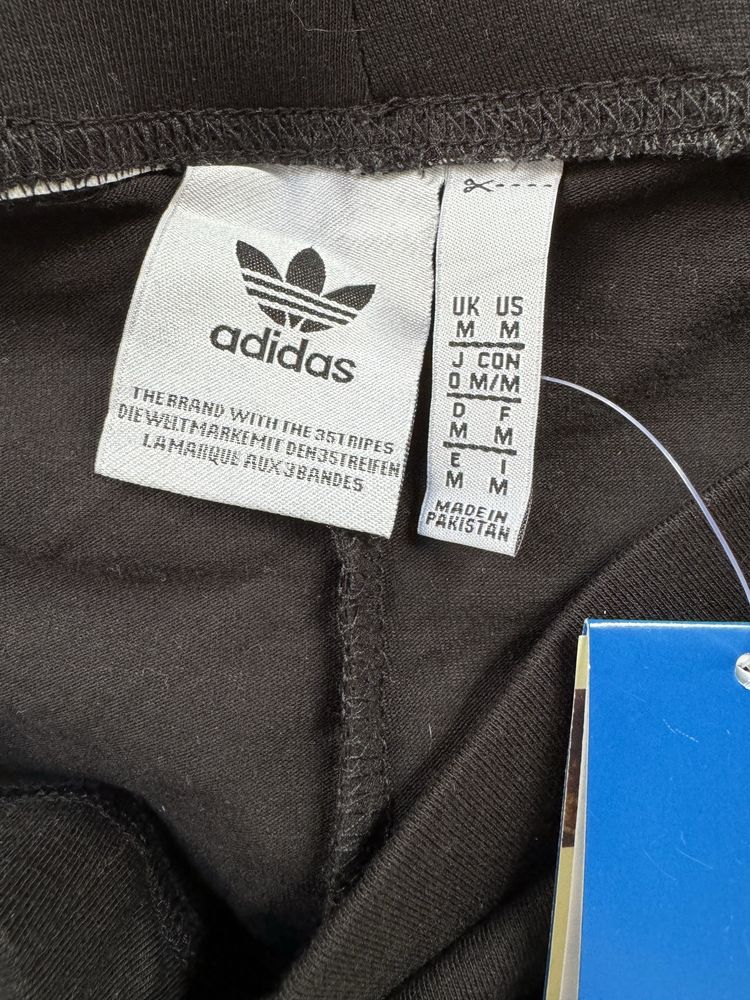 adidas
THE BRAND WITH THE 3 STRIPES
DIE WELTMARKE MIT DEN 3 STREIFEN
LA MARQUE AUX 3 BANDES
UK US
M M
J CON
O M/M
D F
M M
E I
M M
MADE IN
PAKISTAN